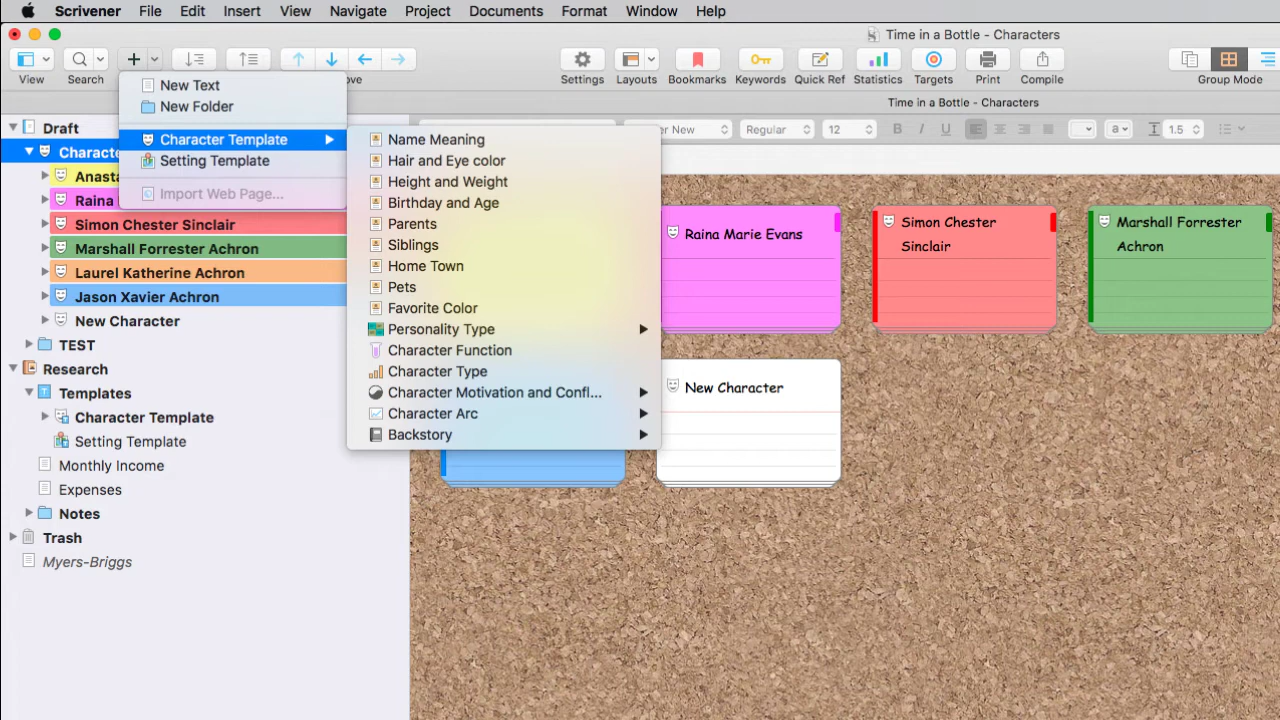 Scrivener File Edit Insert View Navigate Project Documents Format Window Help
Time in a Bottle - Characters
View Search Settings Layouts Bookmarks Keywords Quick Ref Statistics Targets Print Compile Group Mode
Time in a Bottle - Characters
Regular 12 B I U a 1.5
New Text
New Folder
Character Template
Setting Template
Import Web Page...
Name Meaning
Hair and Eye color
Height and Weight
Birthday and Age
Parents
Siblings
Home Town
Pets
Favorite Color
Personality Type
Character Function
Character Type
Character Motivation and Confl...
Character Arc
Backstory
Draft
Raina
Simon Chester Sinclair
Marshall Forrester Achron
Laurel Katherine Achron
Jason Xavier Achron
New Character
TEST
Research
Templates
Character Template
Setting Template
Monthly Income
Expenses
Notes
Trash
Myers-Briggs
Raina Marie Evans
Simon Chester
Sinclair
Marshall Forrester
Achron
New Character